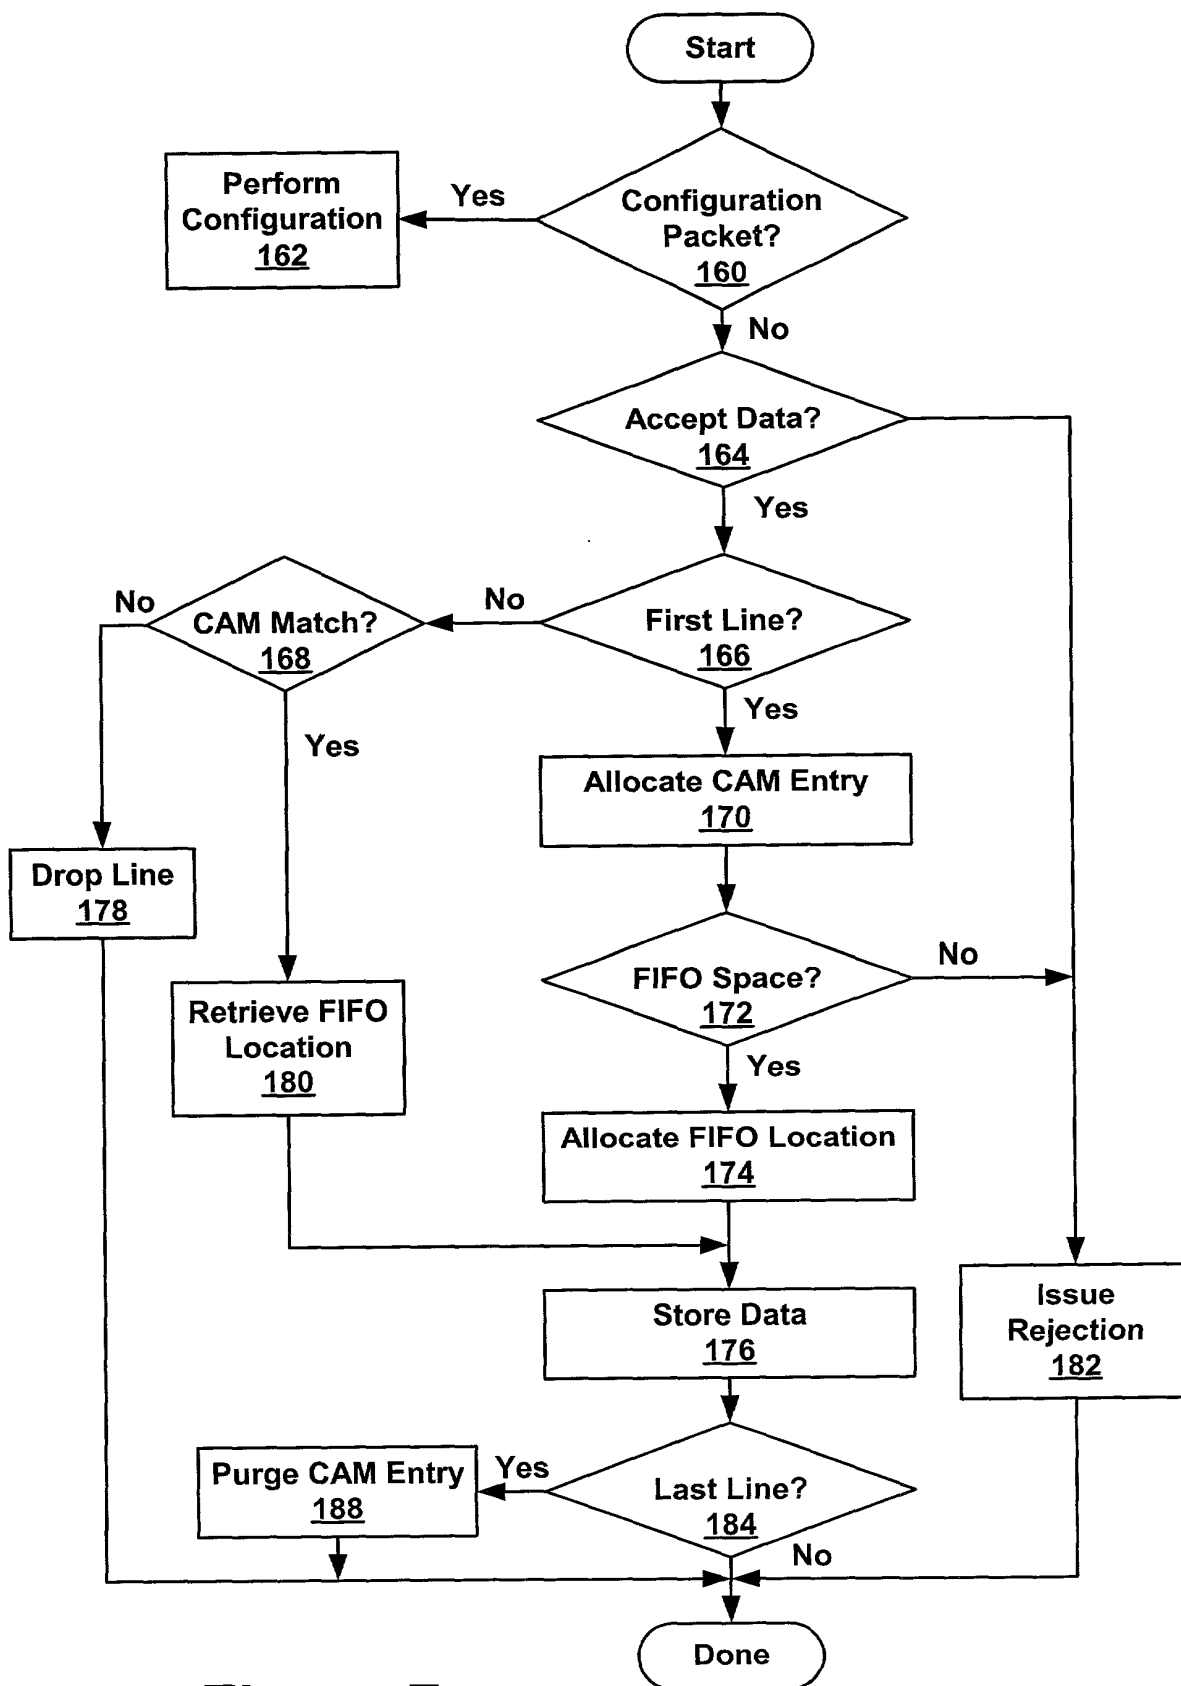 Start
Configuration
Packet?
160
Yes
Perform
Configuration
162
No
Accept Data?
164
Yes
First Line?
166
No
CAM Match?
168
No
Yes
Yes
Allocate CAM Entry
170
Drop Line
178
FIFO Space?
172
No
Retrieve FIFO
Location
180
Yes
Allocate FIFO Location
174
Store Data
176
Issue
Rejection
182
Last Line?
184
Yes
Purge CAM Entry
188
No
Done